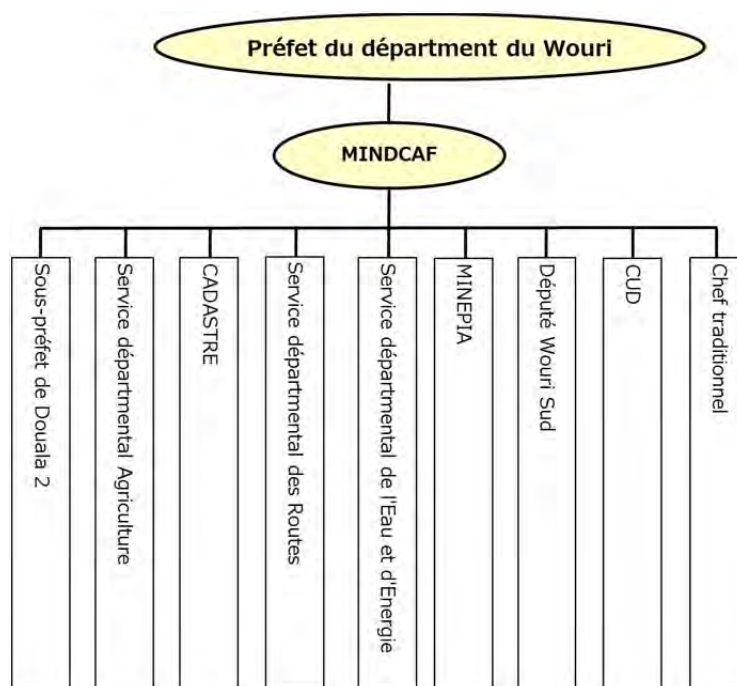 Préfet du départment du Wouri
MINDCAF
Sous-préfet de Douala 2
Service départmental Agriculture
CADASTRE
Service départmental des Routes
Service départmental de l'Eau et d'Energie
MINEPIA
Député Wouri Sud
CUD
Chef traditionnel